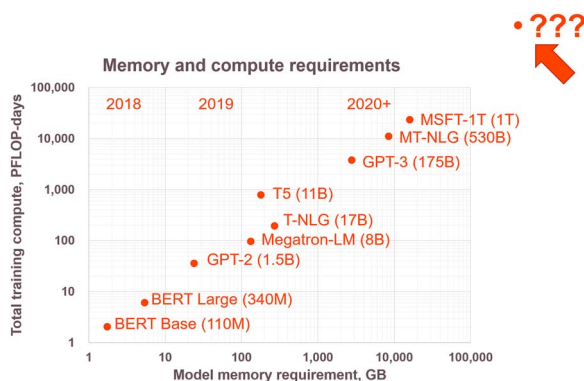 ???
Memory and compute requirements
Total training compute, PFLOP-days
100,000
10,000
1,000
100
10
1
2018
2019
2020+
MSFT-1T (1T)
MT-NLG (530B)
GPT-3 (175B)
T5 (11B)
T-NLG (17B)
Megatron-LM (8B)
GPT-2 (1.5B)
BERT Large (340M)
BERT Base (110M)
1
10
100
1,000
10,000
100,000
Model memory requirement, GB